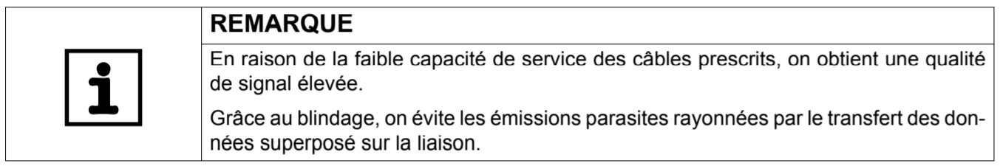 REMARQUE
En raison de la faible capacité de service des câbles prescrits, on obtient une qualité
de signal élevée.
Grâce au blindage, on évite les émissions parasites rayonnées par le transfert des don-
nées superposé sur la liaison.